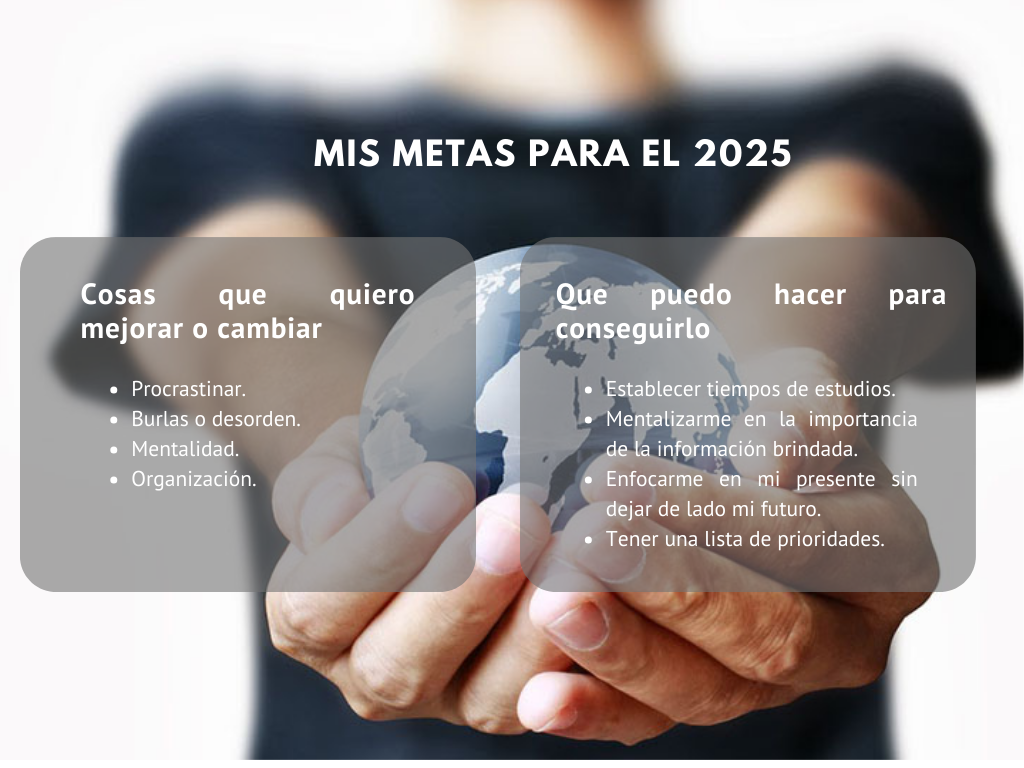 MIS METAS PARA EL 2025
Cosas que quiero
mejorar o cambiar
• Procrastinar.
• Burlas o desorden.
• Mentalidad.
• Organización.
Que puedo hacer para
conseguirlo
• Establecer tiempos de estudios.
• Mentalizarme en la importancia
de la información brindada.
• Enfocarme en mi presente sin
dejar de lado mi futuro.
• Tener una lista de prioridades.